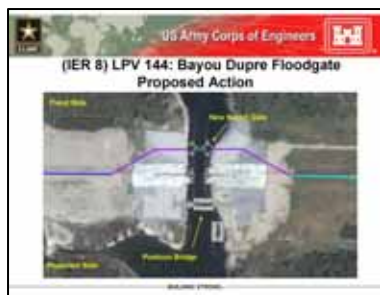 US Army Corps of Engineers
(IER 8) LPV 144: Bayou Dupre Floodgate
Proposed Action
Flood Side
New Sector Gate
Pontoon Bridge
Protected Side
BUILDING STRONG